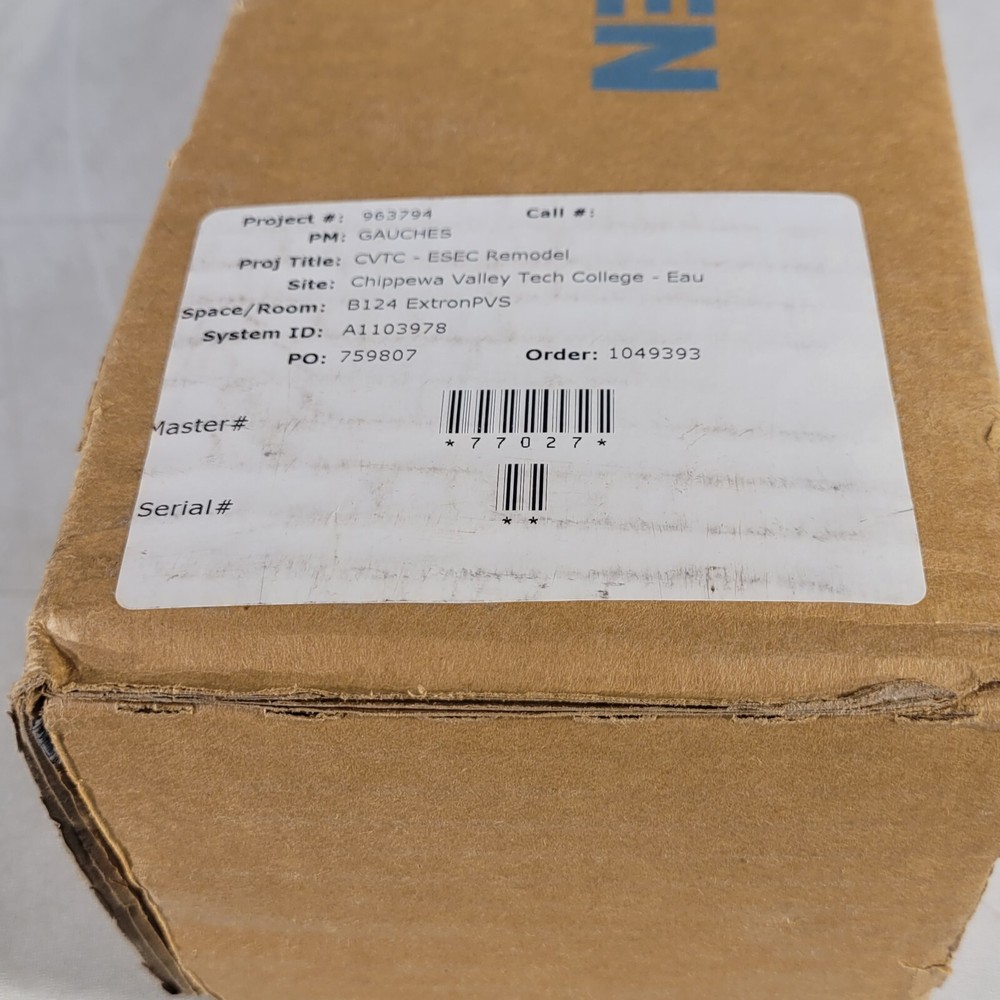 EN
Project #: 963794 Call #:
PM: GAUCHES
Proj Title: CVTC - ESEC Remodel
Site: Chippewa Valley Tech College - Eau
Space/Room: B124 ExtronPVS
System ID: A1103978
PO: 759807 Order: 1049393
Master#
*77027*
Serial#
**